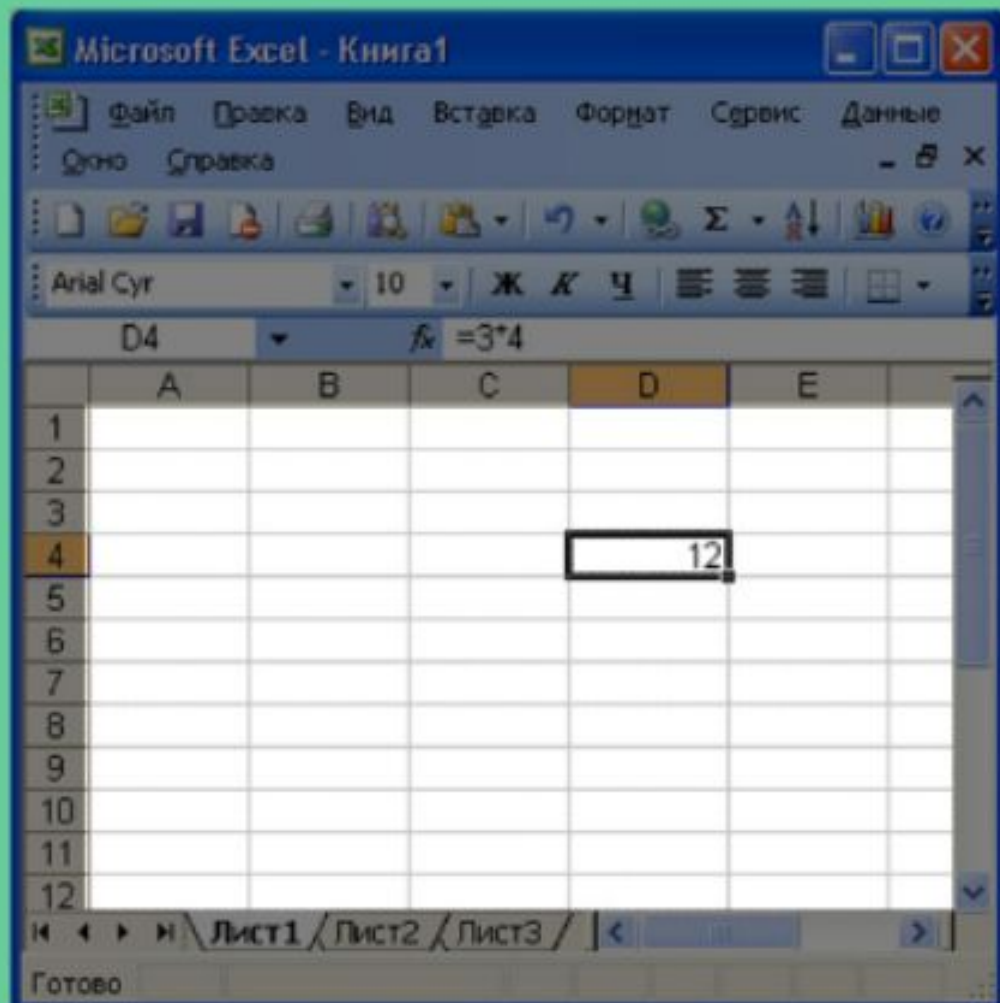 Microsoft Excel - Книга1
Файл Правка Вид Вставка Формат Сервис Данные
Окно Справка
Arial Cyr 10 Ж К Ч
D4 fx =3*4
A B C D E
1
2
3
4 12
5
6
7
8
9
10
11
12
Лист1 Лист2 Лист3
Готово